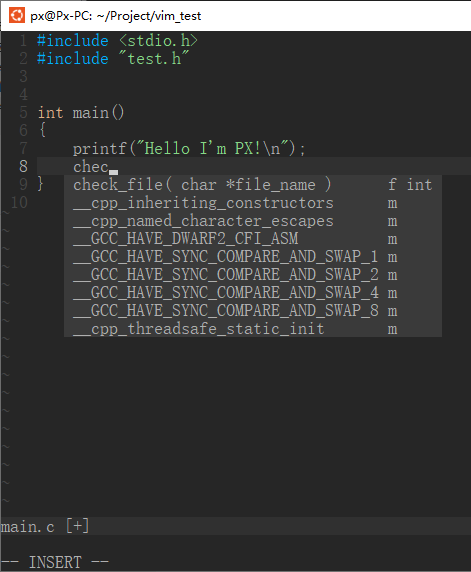 px@Px-PC: ~/Project/vim_test
1 #include <stdio.h>
2 #include "test.h"
3
4
5 int main()
6 {
7 printf("Hello I'm PX!\n");
8 chec
9 } check_file( char *file_name ) f int
10 __cpp_inheriting_constructors m
~ __cpp_named_character_escapes m
~ __GCC_HAVE_DWARF2_CFI_ASM m
~ __GCC_HAVE_SYNC_COMPARE_AND_SWAP_1 m
~ __GCC_HAVE_SYNC_COMPARE_AND_SWAP_2 m
~ __GCC_HAVE_SYNC_COMPARE_AND_SWAP_4 m
~ __GCC_HAVE_SYNC_COMPARE_AND_SWAP_8 m
~ __cpp_threadsafe_static_init m
~
~
~
~
~
~
~
~
~
main.c [+]
-- INSERT --